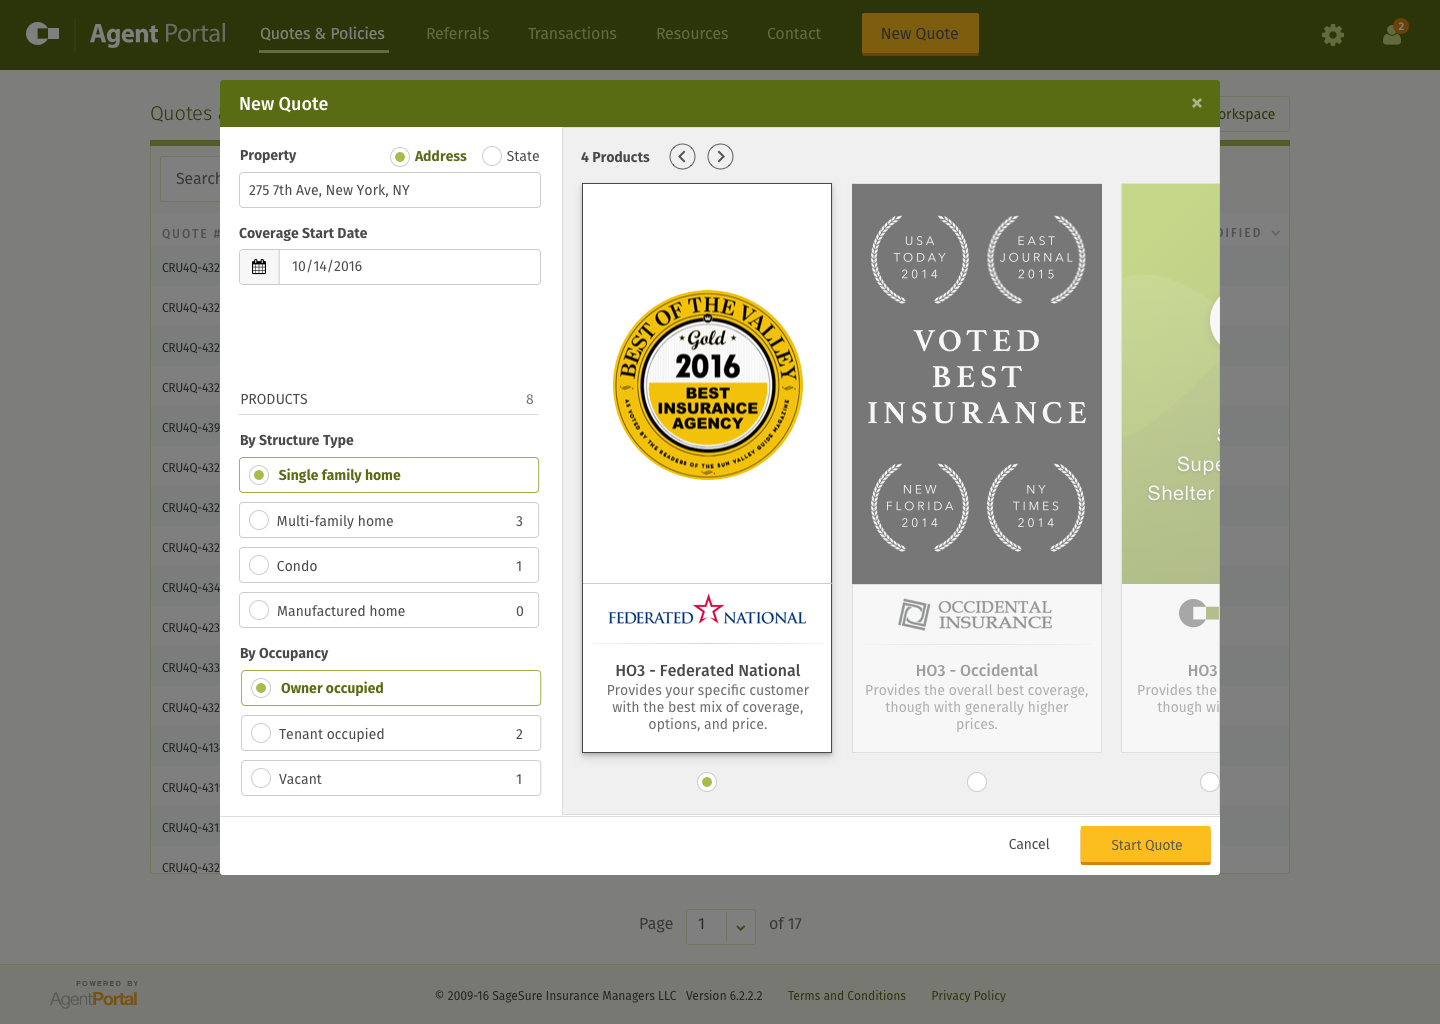 Agent Portal
Quotes & Policies
Referrals
Transactions
Resources
Contact
New Quote
2
Quotes
orkspace
New Quote
×
Property
Address
State
275 7th Ave, New York, NY
Coverage Start Date
10/14/2016
PRODUCTS 8
By Structure Type
Single family home
Multi-family home 3
Condo 1
Manufactured home 0
By Occupancy
Owner occupied
Tenant occupied 2
Vacant 1
4 Products
BEST OF THE VALLEY
Gold
2016
BEST
INSURANCE
AGENCY
AS VOTED BY THE READERS OF THE SUN VALLEY GUIDE MAGAZINE
FEDERATED NATIONAL
HO3 - Federated National
Provides your specific customer
with the best mix of coverage,
options, and price.
USA
TODAY
2014
EAST
JOURNAL
2015
VOTED
BEST
INSURANCE
NEW
FLORIDA
2014
NY
TIMES
2014
OCCIDENTAL
INSURANCE
HO3 - Occidental
Provides the overall best coverage,
though with generally higher
prices.
S
Supe
Shelter
HO3
Provides the
though wi
Cancel
Start Quote
Search
QUOTE #
DIFIED
CRU4Q-432
CRU4Q-432
CRU4Q-432
CRU4Q-432
CRU4Q-439
CRU4Q-432
CRU4Q-432
CRU4Q-432
CRU4Q-434
CRU4Q-423
CRU4Q-433
CRU4Q-432
CRU4Q-413
CRU4Q-431
CRU4Q-431
CRU4Q-432
Page 1 of 17
POWERED BY
AgentPortal
© 2009-16 SageSure Insurance Managers LLC Version 6.2.2.2 Terms and Conditions Privacy Policy